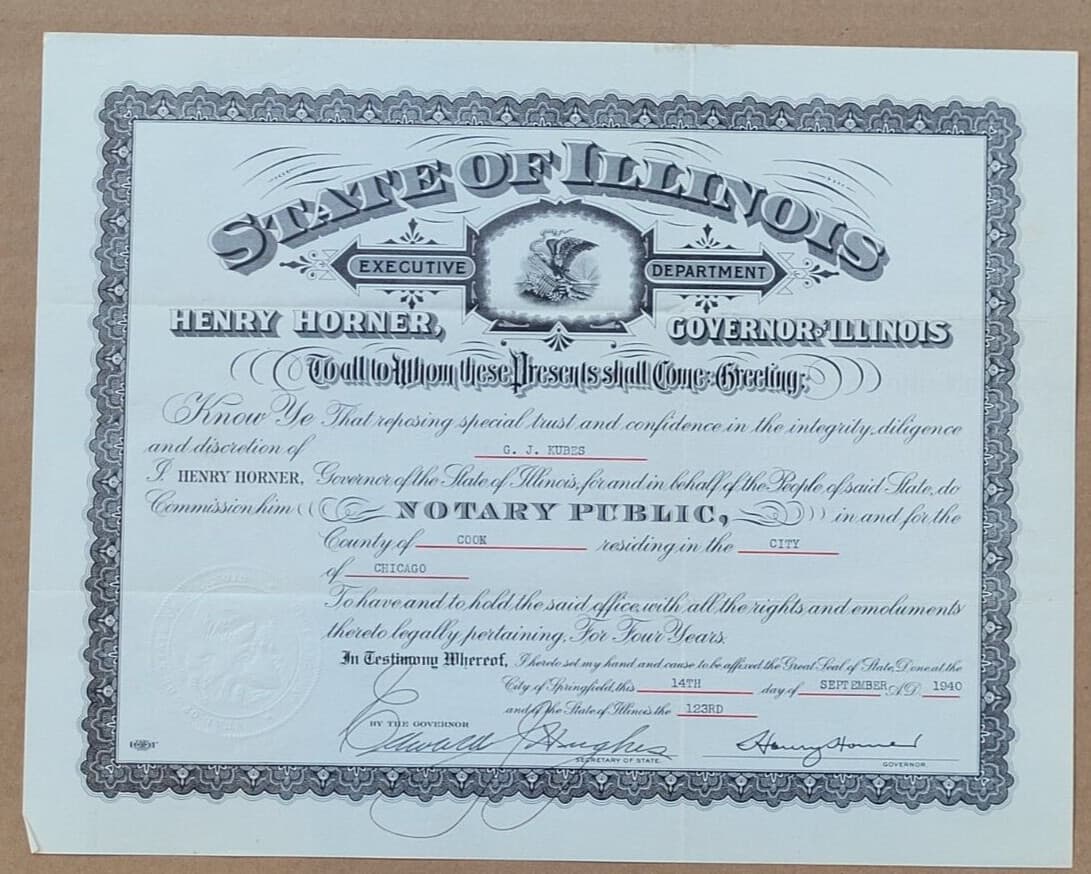 STATE OF ILLINOIS
EXECUTIVE DEPARTMENT
HENRY HORNER, GOVERNOR OF ILLINOIS
To all to Whom these Presents shall Come:-Greeting:
Know Ye That reposing special trust and confidence in the integrity, diligence
and discretion of G. J. KUBES
I, HENRY HORNER, Governor of the State of Illinois, for and in behalf of the People of said State, do
Commission him NOTARY PUBLIC, in and for the
County of COOK residing in the CITY
of CHICAGO
To have and to hold the said office, with all the rights and emoluments
thereto legally pertaining, For Four Years.
In Testimony Whereof, I hereto set my hand and cause to be affixed the Great Seal of State, Done at the
City of Springfield, this 14TH day of SEPTEMBER A.D. 1940
and of the State of Illinois the 123RD
BY THE GOVERNOR
Edward J Hughes Henry Horner
SECRETARY OF STATE. GOVERNOR.